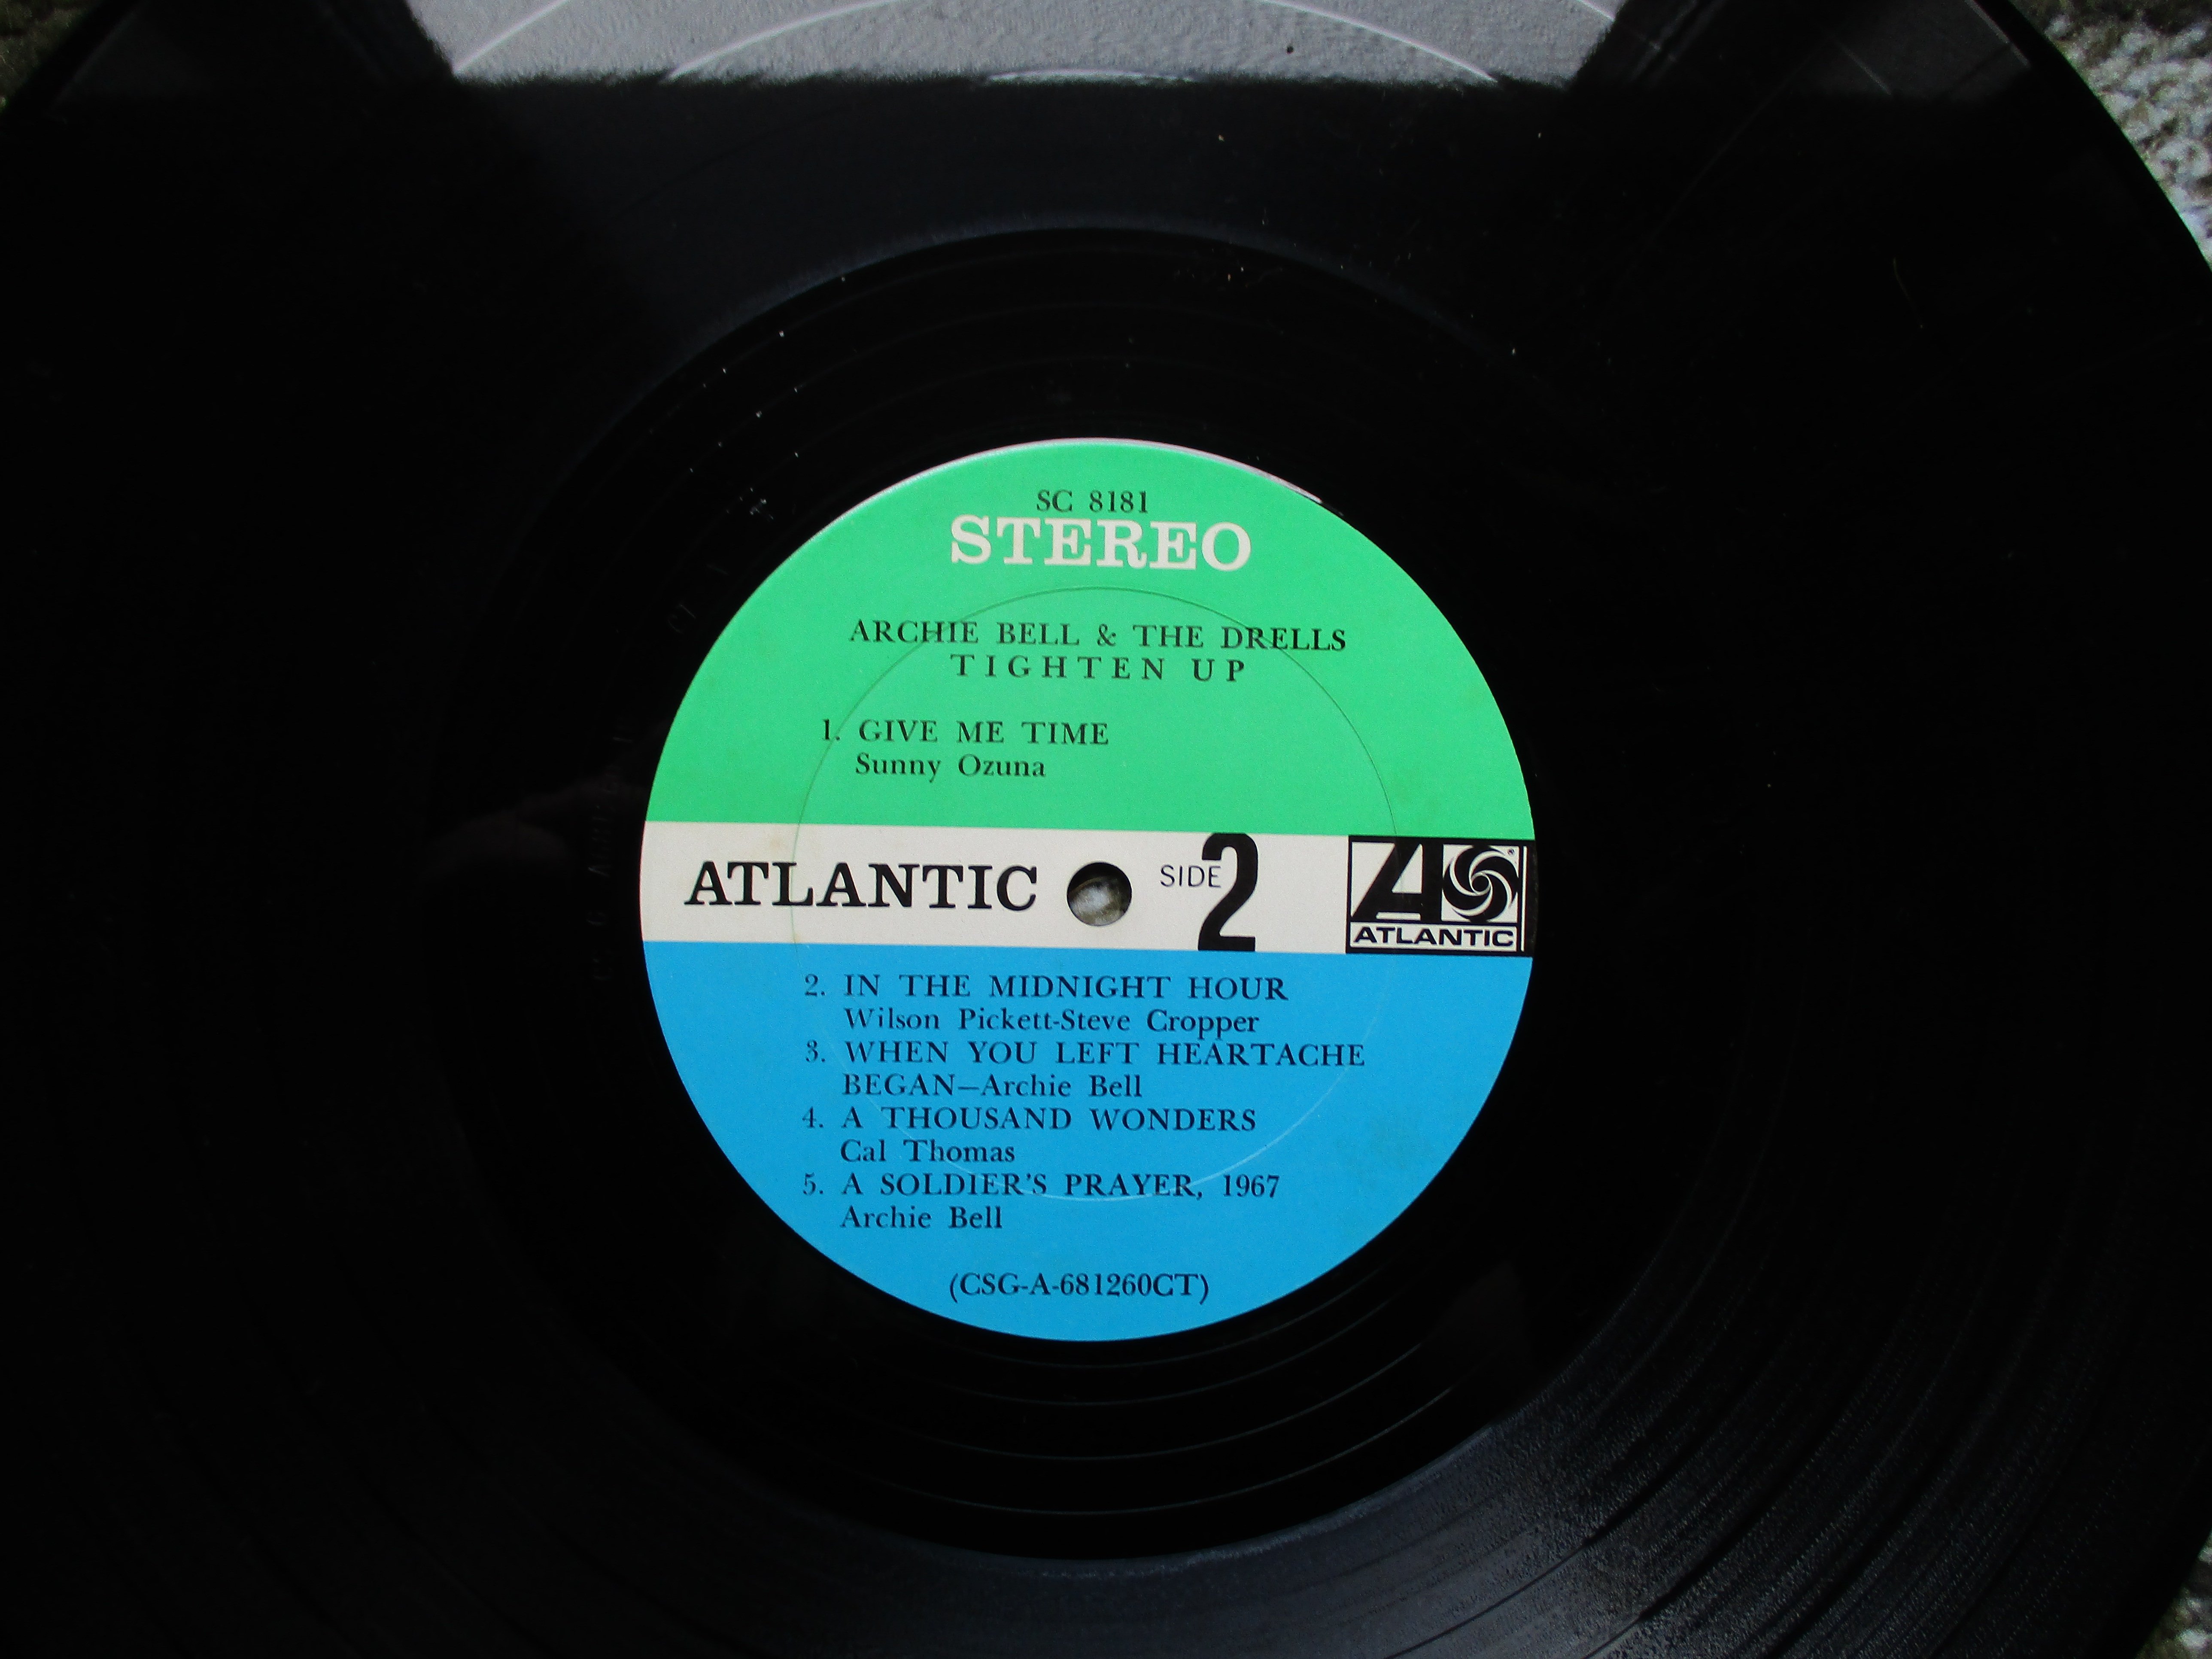 SC 8181
STEREO
ARCHIE BELL & THE DRELLS
TIGHTEN UP
1. GIVE ME TIME
Sunny Ozuna
ATLANTIC
SIDE 2
A
®
ATLANTIC
2. IN THE MIDNIGHT HOUR
Wilson Pickett-Steve Cropper
3. WHEN YOU LEFT HEARTACHE
BEGAN—Archie Bell
4. A THOUSAND WONDERS
Cal Thomas
5. A SOLDIER'S PRAYER, 1967
Archie Bell
(CSG-A-681260CT)